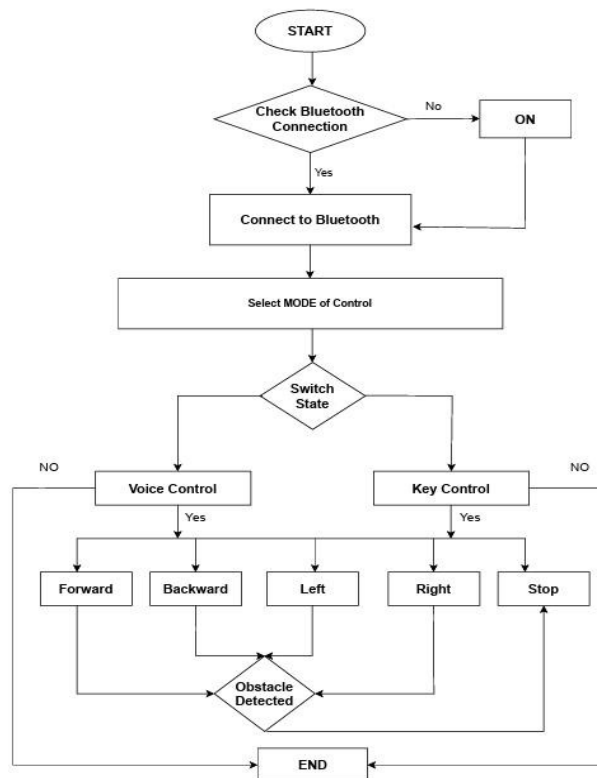 START
Check Bluetooth
Connection
No
ON
Yes
Connect to Bluetooth
Select MODE of Control
Switch
State
NO
Voice Control
Key Control
NO
Yes
Yes
Forward
Backward
Left
Right
Stop
Obstacle
Detected
END